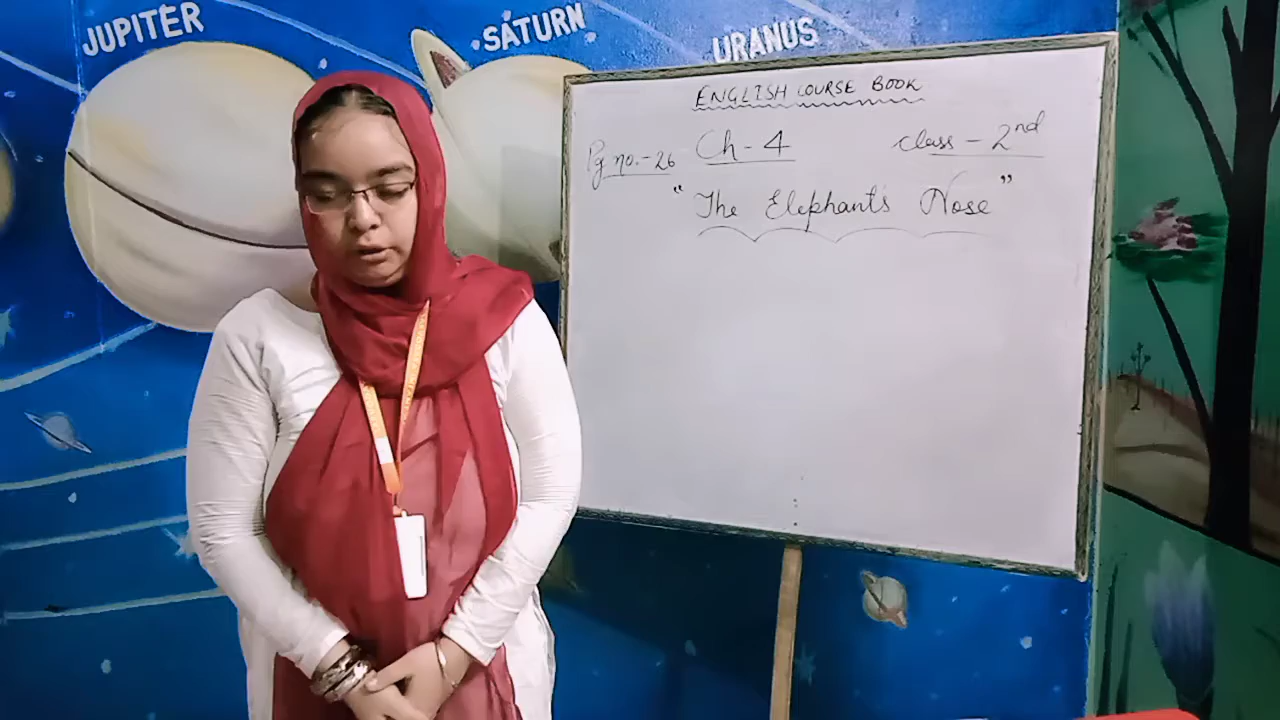 JUPITER
SATURN
URANUS
ENGLISH COURSE BOOK
Pg no.-26 Ch-4 class-2nd
"The Elephant's Nose"